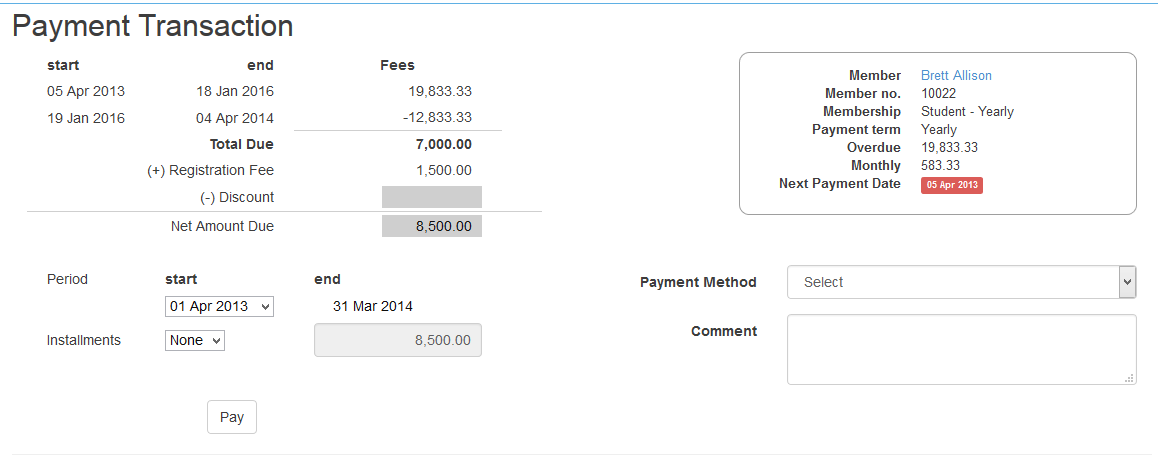 Payment Transaction
start end Fees
05 Apr 2013 18 Jan 2016 19,833.33
19 Jan 2016 04 Apr 2014 -12,833.33
Total Due 7,000.00
(+) Registration Fee 1,500.00
(-) Discount
Net Amount Due 8,500.00
Member Brett Allison
Member no. 10022
Membership Student - Yearly
Payment term Yearly
Overdue 19,833.33
Monthly 583.33
Next Payment Date 05 Apr 2013
Period start end
01 Apr 2013 31 Mar 2014
Installments None 8,500.00
Payment Method Select
Comment
Pay